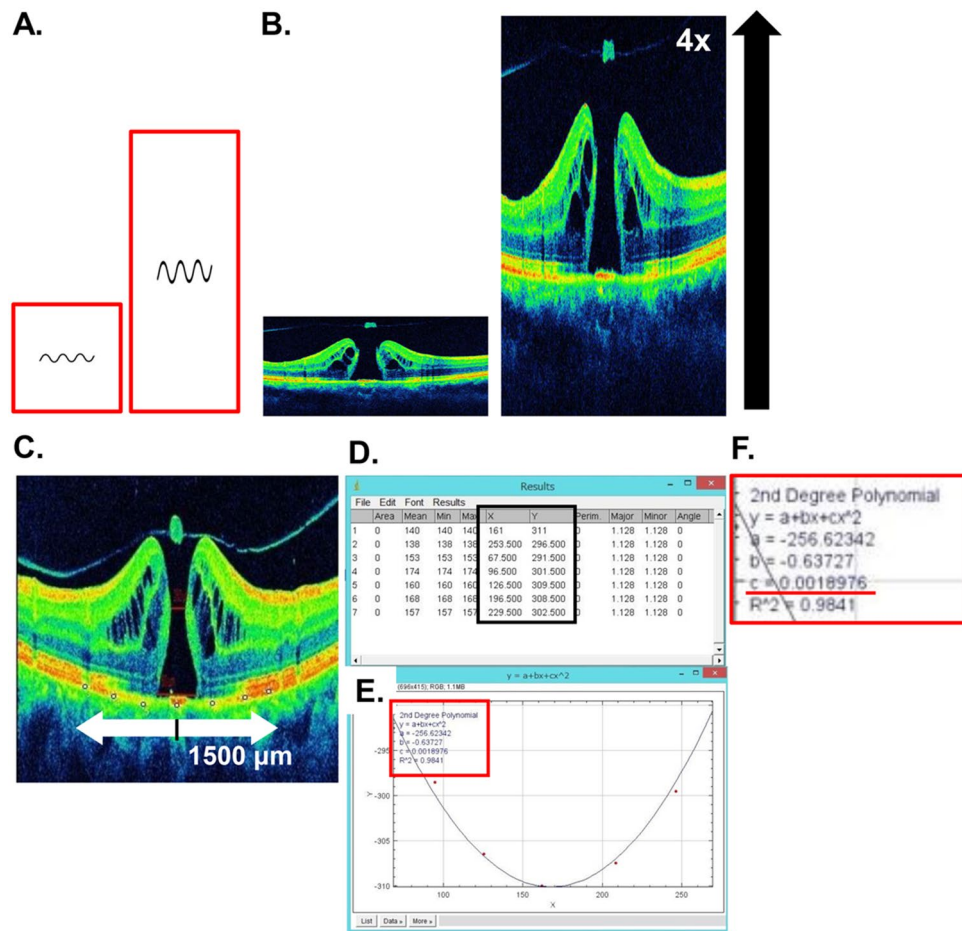 A.
B.
4x
C.
1500 µm
D.
Results
File Edit Font Results
Area Mean Min Max X Y Perim. Major Minor Angle
1 0 140 140 140 161 311 0 1.128 1.128 0
2 0 138 138 138 253.500 296.500 0 1.128 1.128 0
3 0 153 153 153 67.500 291.500 0 1.128 1.128 0
4 0 174 174 174 96.500 301.500 0 1.128 1.128 0
5 0 160 160 160 126.500 309.500 0 1.128 1.128 0
6 0 168 168 168 196.500 308.500 0 1.128 1.128 0
7 0 157 157 157 229.500 302.500 0 1.128 1.128 0
E.
y = a+bx+cx^2
(696x415); RGB; 1.1MB
2nd Degree Polynomial
y = a+bx+cx^2
a = -256.62342
b = -0.63727
c = 0.0018976
R^2 = 0.9841
-295
Y
-300
-305
-310
100 150 200 250
X
List Data » More »
F.
2nd Degree Polynomial
y = a+bx+cx^2
a = -256.62342
b = -0.63727
c = 0.0018976
R^2 = 0.9841